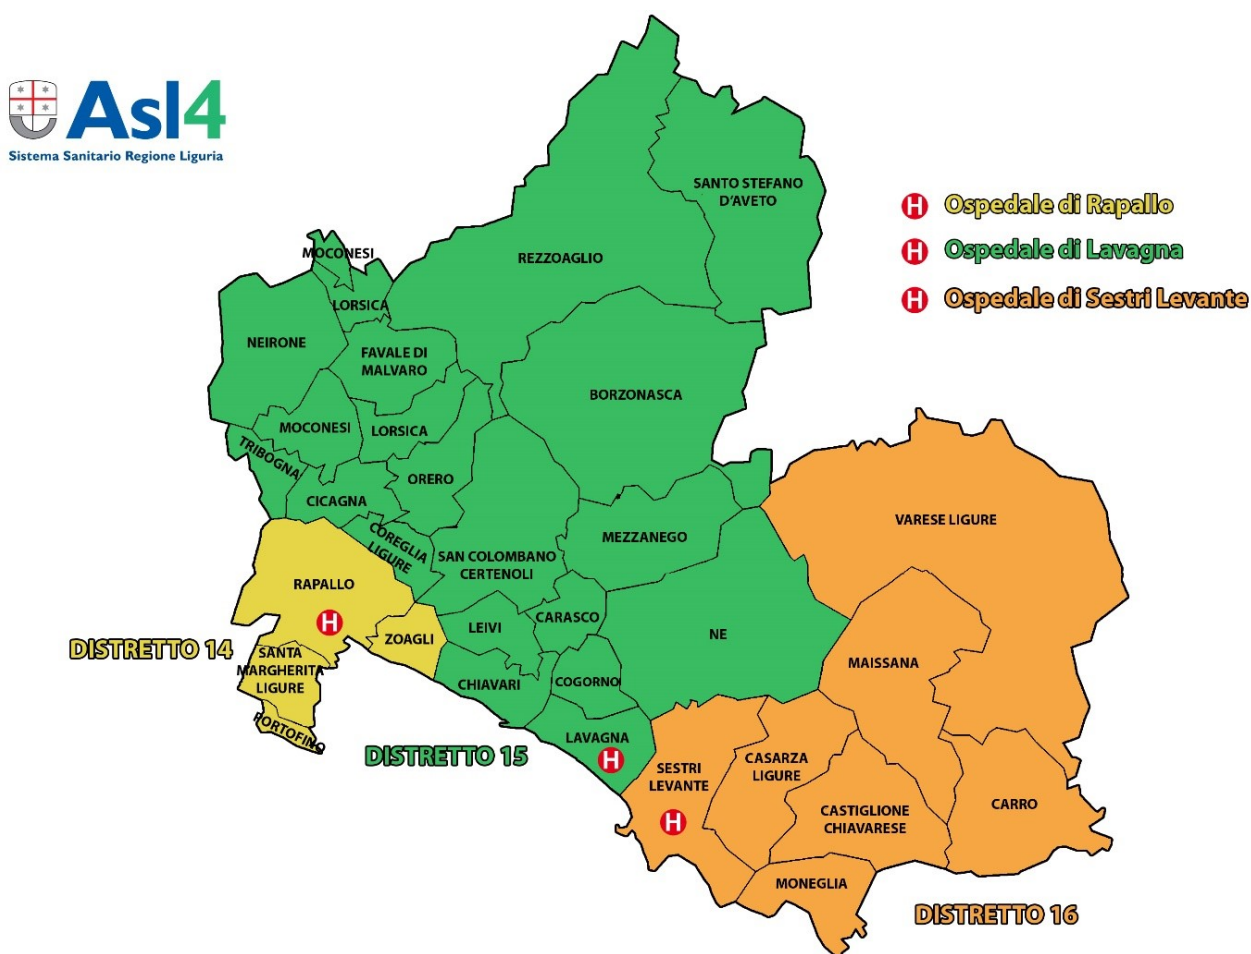 Asl4
Sistema Sanitario Regione Liguria
SANTO STEFANO
D'AVETO
H Ospedale di Rapallo
H Ospedale di Lavagna
H Ospedale di Sestri Levante
MOCONESI
REZZOAGLIO
LORSICA
NEIRONE
FAVALE DI
MALVARO
BORZONASCA
MOCONESI
LORSICA
TRIBOGNA
ORERO
CICAGNA
VARESE LIGURE
COREGLIA
LIGURE
MEZZANEGO
SAN COLOMBANO
CERTENOLI
RAPALLO
H
ZOAGLI
LEIVI
CARASCO
NE
DISTRETTO 14
SANTA
MARGHERITA
LIGURE
MAISSANA
CHIAVARI
COGORNO
PORTOFINO
DISTRETTO 15
LAVAGNA
H
SESTRI
LEVANTE
H
CASARZA
LIGURE
CASTIGLIONE
CHIAVARESE
CARRO
MONEGLIA
DISTRETTO 16